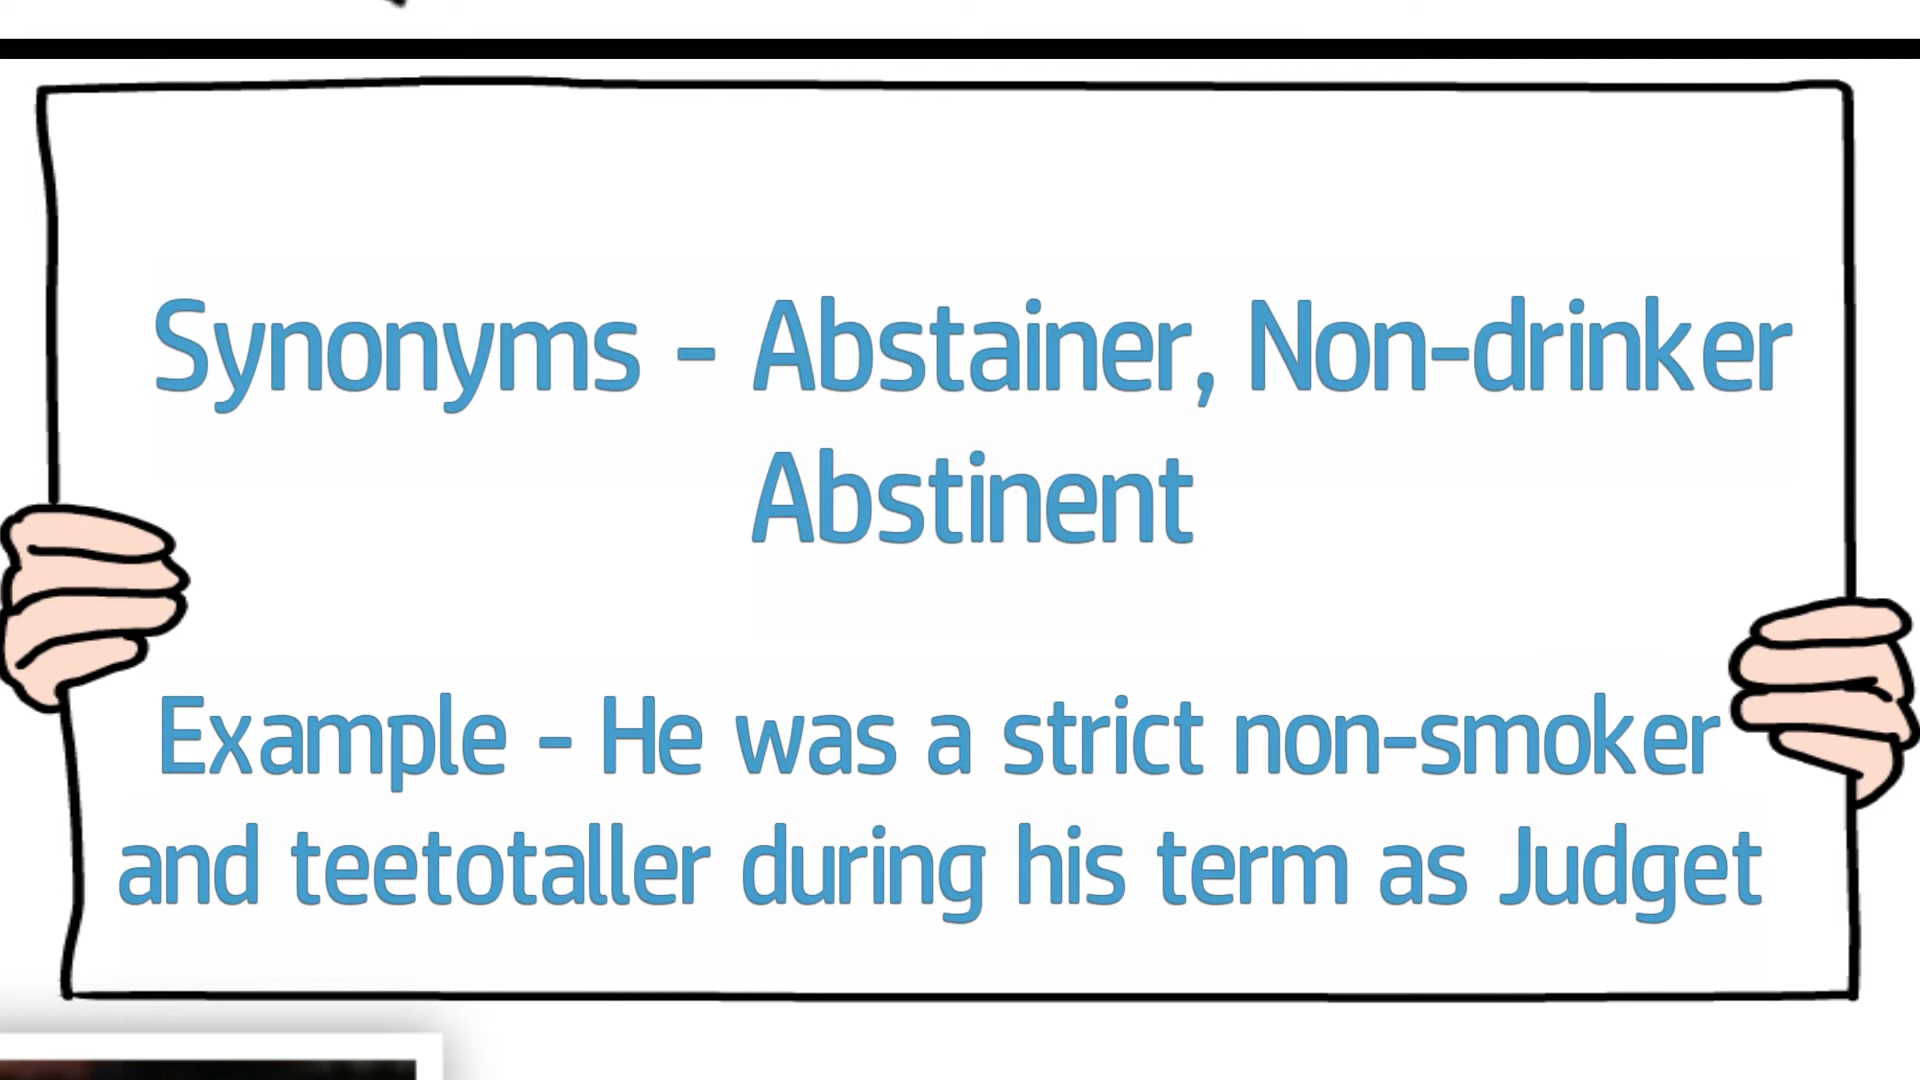 Synonyms - Abstainer, Non-drinker
Abstinent
Example - He was a strict non-smoker
and teetotaller during his term as Judget